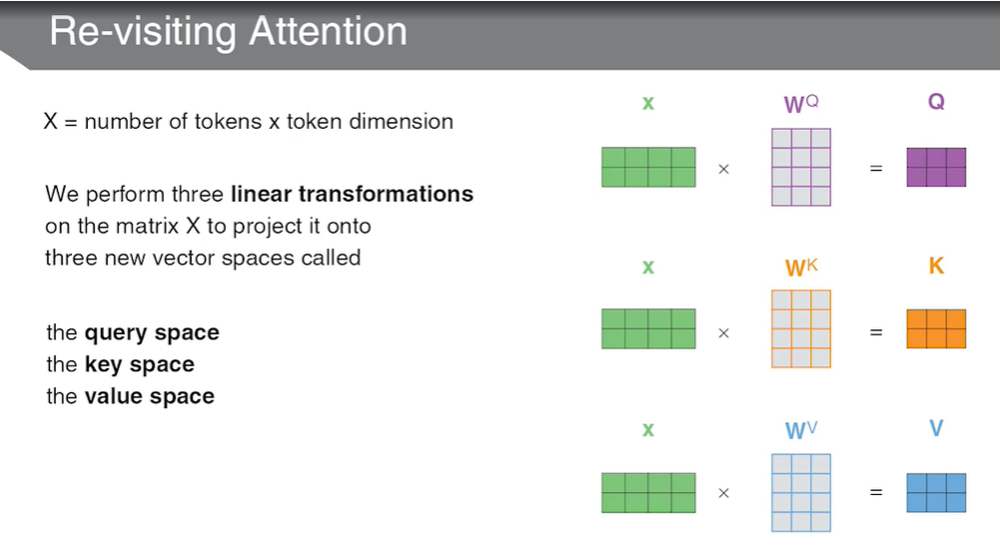 Re-visiting Attention
X = number of tokens x token dimension
We perform three linear transformations
on the matrix X to project it onto
three new vector spaces called
the query space
the key space
the value space
X
W^Q
Q
×
=
X
W^K
K
×
=
X
W^V
V
×
=